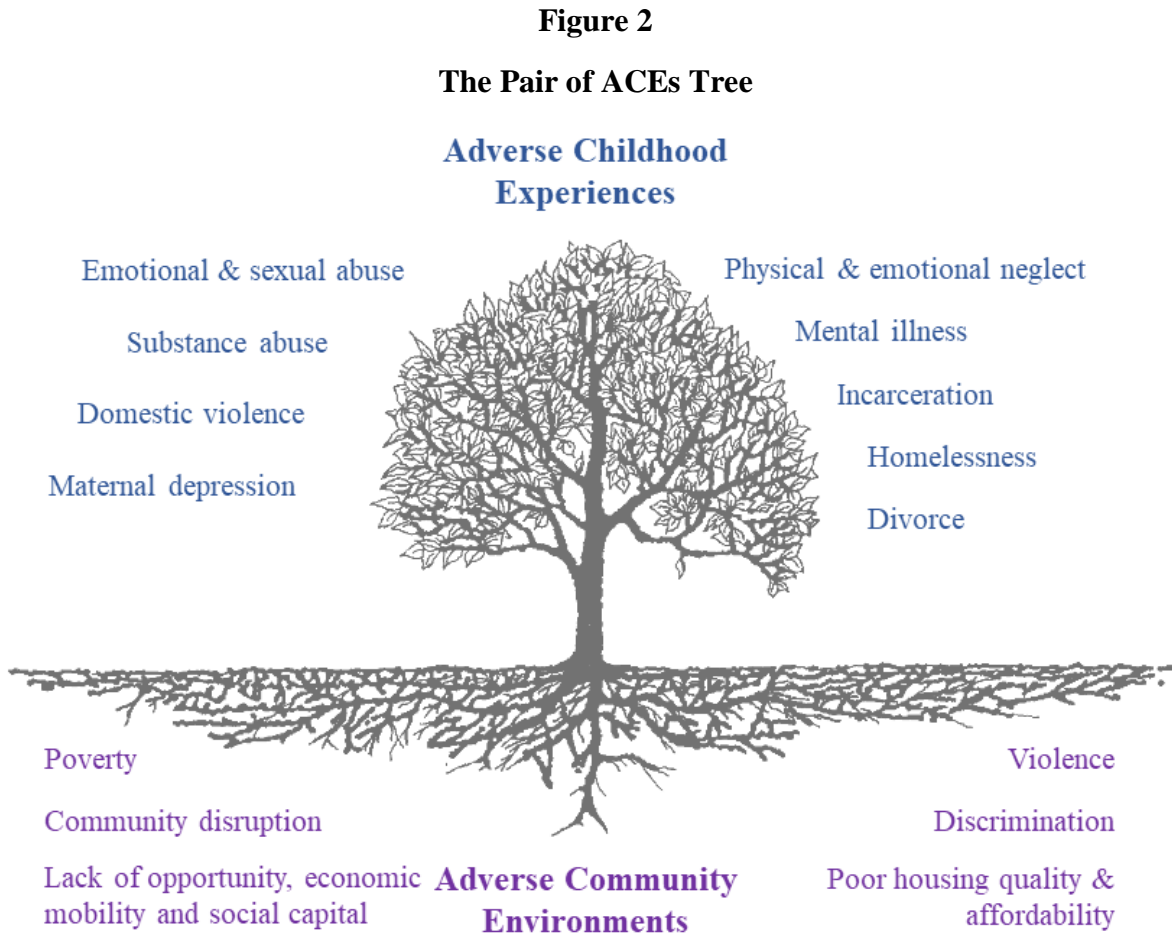 Figure 2
The Pair of ACEs Tree
Adverse Childhood
Experiences
Emotional & sexual abuse
Substance abuse
Domestic violence
Maternal depression
Physical & emotional neglect
Mental illness
Incarceration
Homelessness
Divorce
Poverty
Community disruption
Lack of opportunity, economic
mobility and social capital
Adverse Community
Environments
Violence
Discrimination
Poor housing quality &
affordability